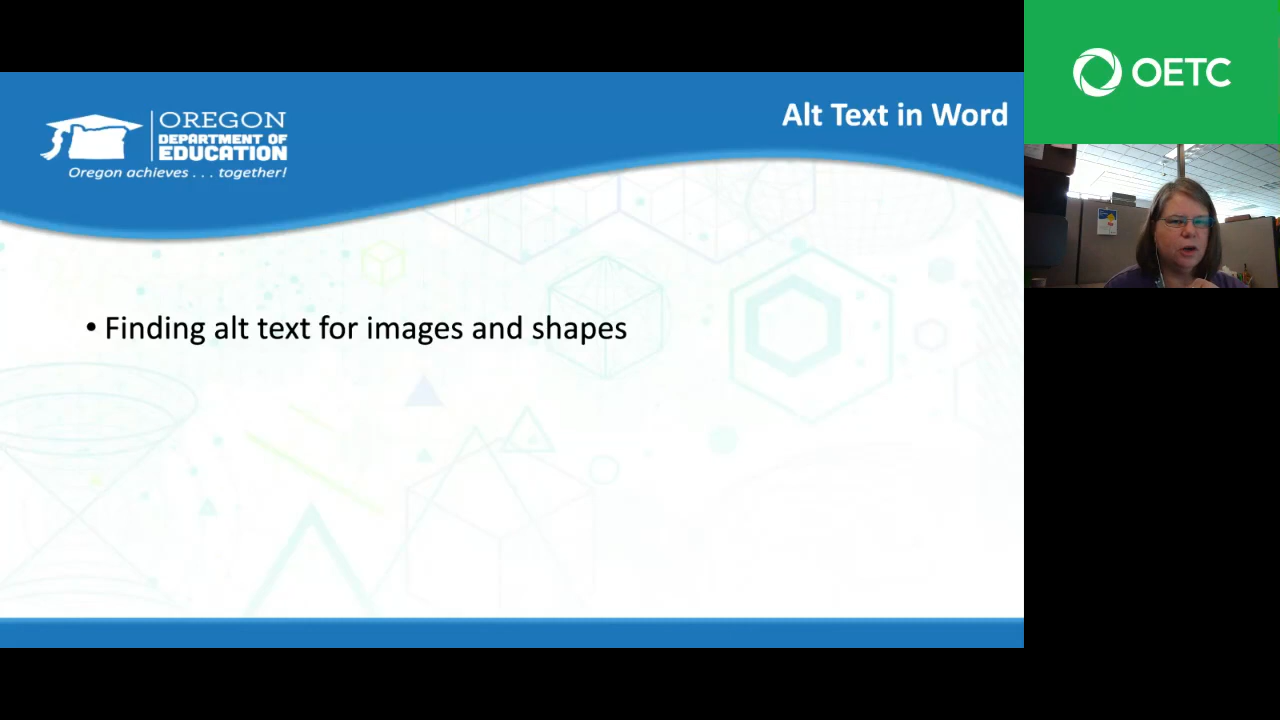 OREGON
DEPARTMENT OF
EDUCATION
Oregon achieves . . . together!
Alt Text in Word
• Finding alt text for images and shapes
OETC